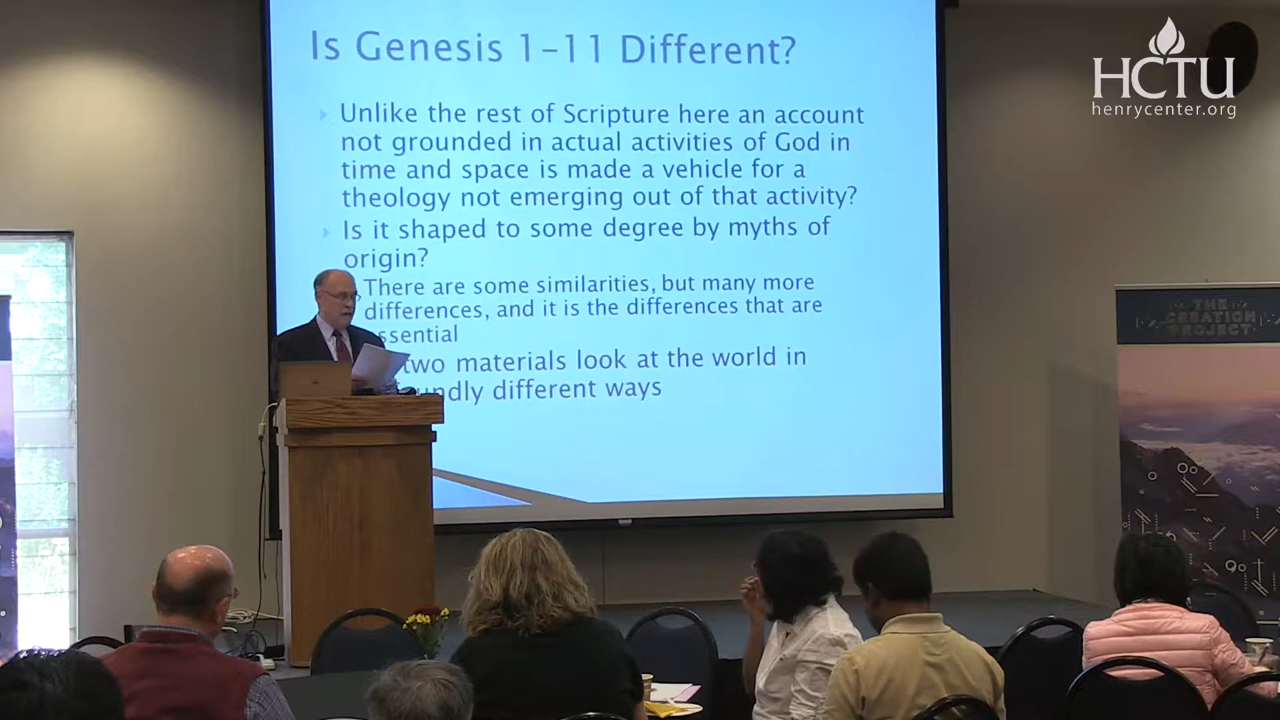 Is Genesis 1-11 Different?
Unlike the rest of Scripture here an account
not grounded in actual activities of God in
time and space is made a vehicle for a
theology not emerging out of that activity?
Is it shaped to some degree by myths of
origin?
There are some similarities, but many more
differences, and it is the differences that are
ssential
two materials look at the world in
undly different ways
HCTU
henrycenter.org
THE
CREATION
PROJECT